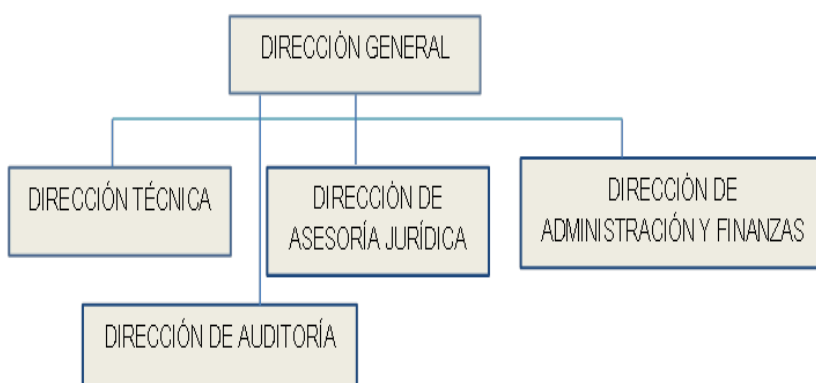 DIRECCIÓN GENERAL
DIRECCIÓN TÉCNICA
DIRECCIÓN DE
ASESORÍA JURÍDICA
DIRECCIÓN DE
ADMINISTRACIÓN Y FINANZAS
DIRECCIÓN DE AUDITORÍA